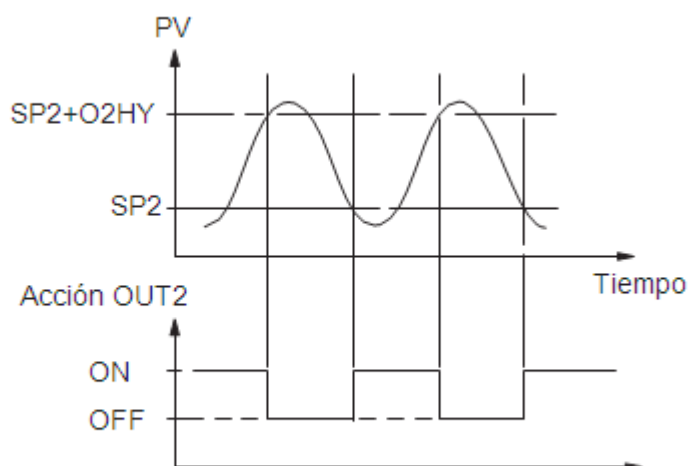 PV
SP2+O2HY
SP2
Tiempo
Acción OUT2
ON
OFF